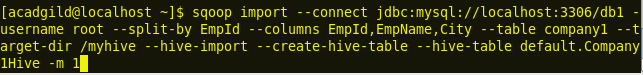 [acadgild@localhost ~]$ sqoop import --connect jdbc:mysql://localhost:3306/db1 -
username root --split-by EmpId --columns EmpId,EmpName,City --table company1 --t
arget-dir /myhive --hive-import --create-hive-table --hive-table default.Company
1Hive -m 1